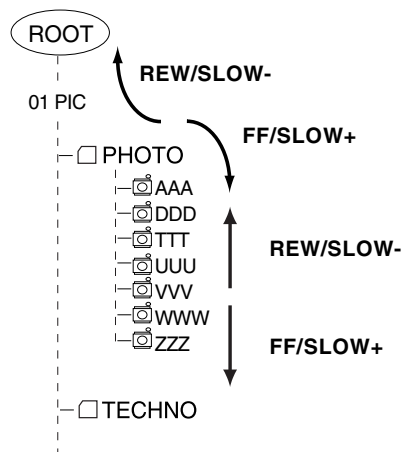 ROOT
REW/SLOW-
01 PIC
FF/SLOW+
PHOTO
AAA
DDD
TTT
UUU
VVV
WWW
ZZZ
REW/SLOW-
FF/SLOW+
TECHNO